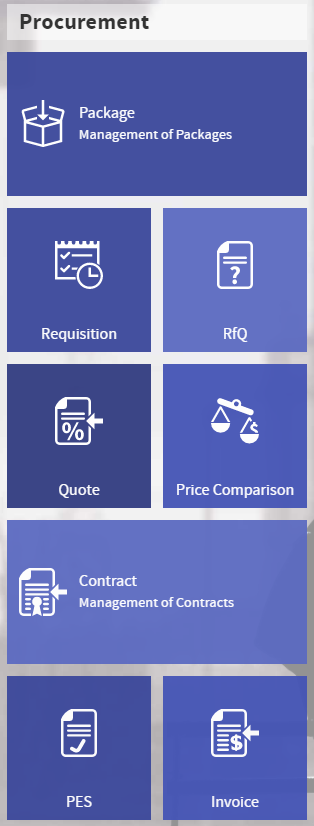 Procurement
Package
Management of Packages
Requisition
RfQ
Quote
Price Comparison
Contract
Management of Contracts
PES
Invoice